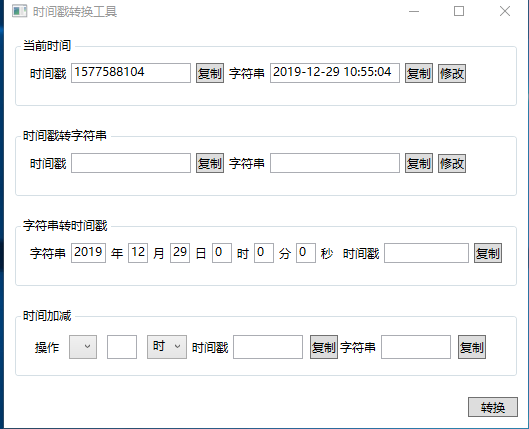 时间戳转换工具
当前时间
时间戳 1577588104 复制 字符串 2019-12-29 10:55:04 复制 修改
时间戳转字符串
时间戳 复制 字符串 复制 修改
字符串转时间戳
字符串 2019 年 12 月 29 日 0 时 0 分 0 秒 时间戳 复制
时间加减
操作 时 时间戳 复制 字符串 复制
转换